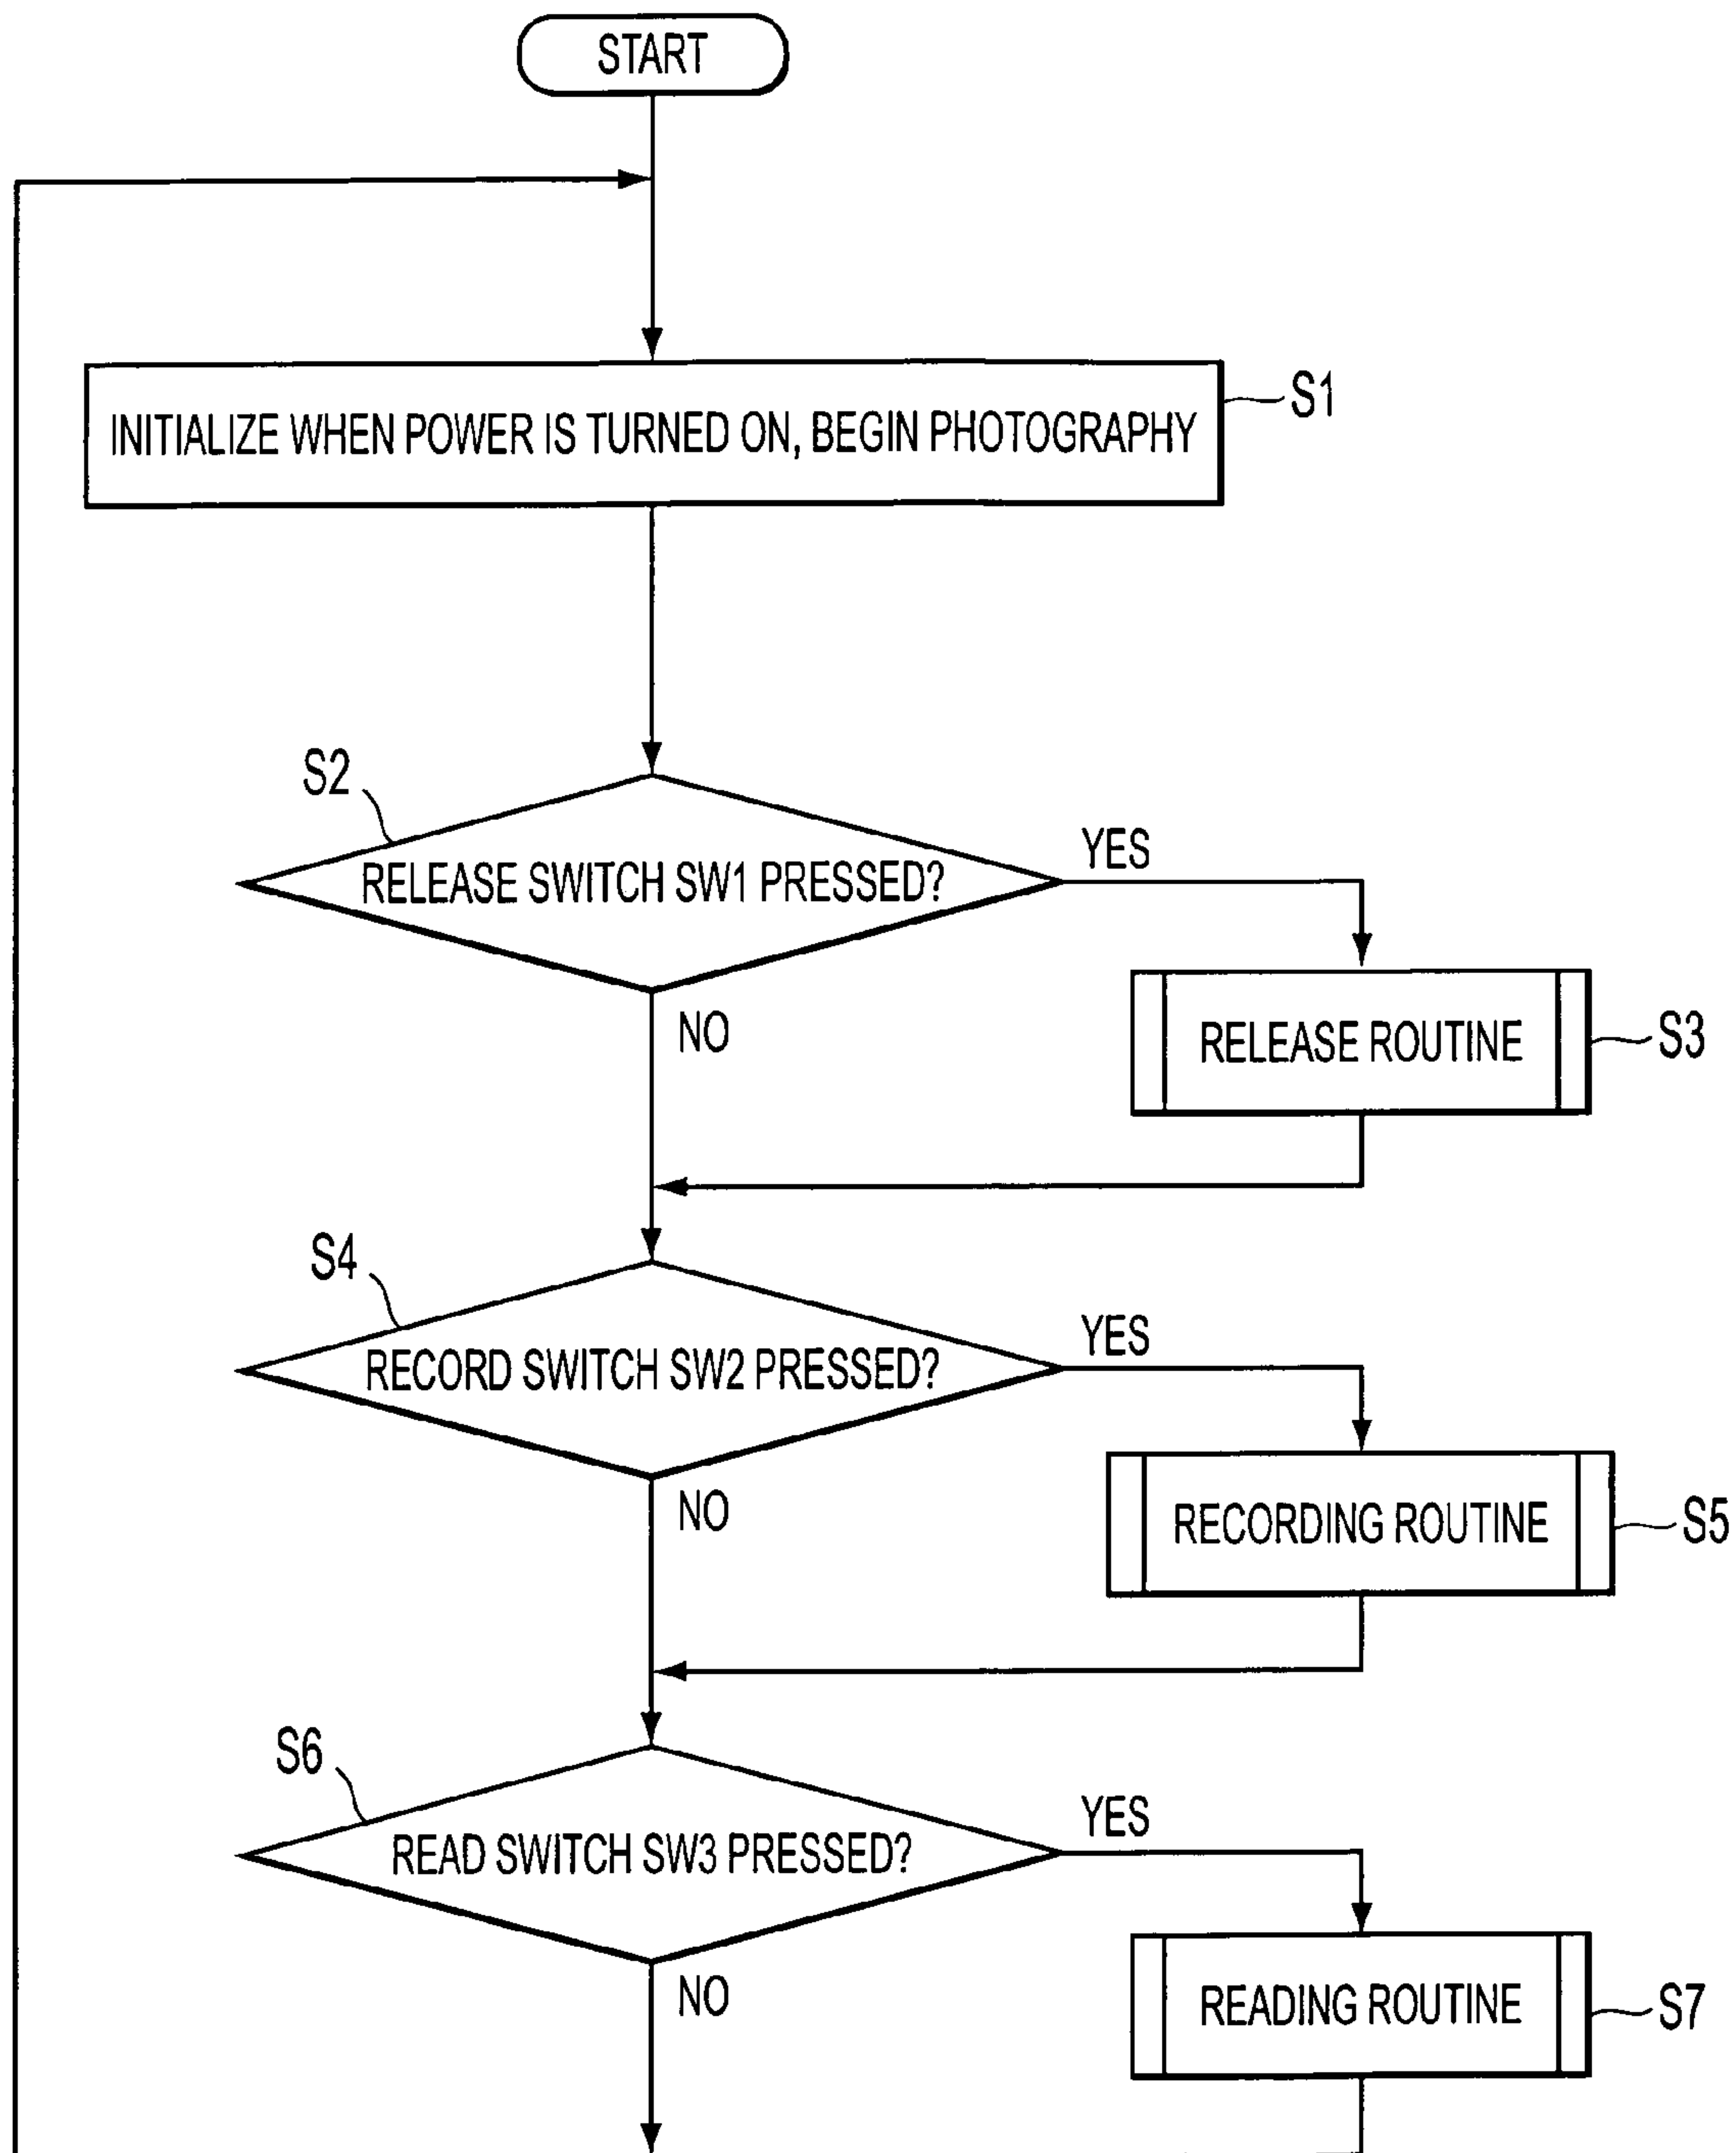 START
INITIALIZE WHEN POWER IS TURNED ON, BEGIN PHOTOGRAPHY
S1
S2
RELEASE SWITCH SW1 PRESSED?
YES
NO
RELEASE ROUTINE
S3
S4
RECORD SWITCH SW2 PRESSED?
YES
NO
RECORDING ROUTINE
S5
S6
READ SWITCH SW3 PRESSED?
YES
NO
READING ROUTINE
S7